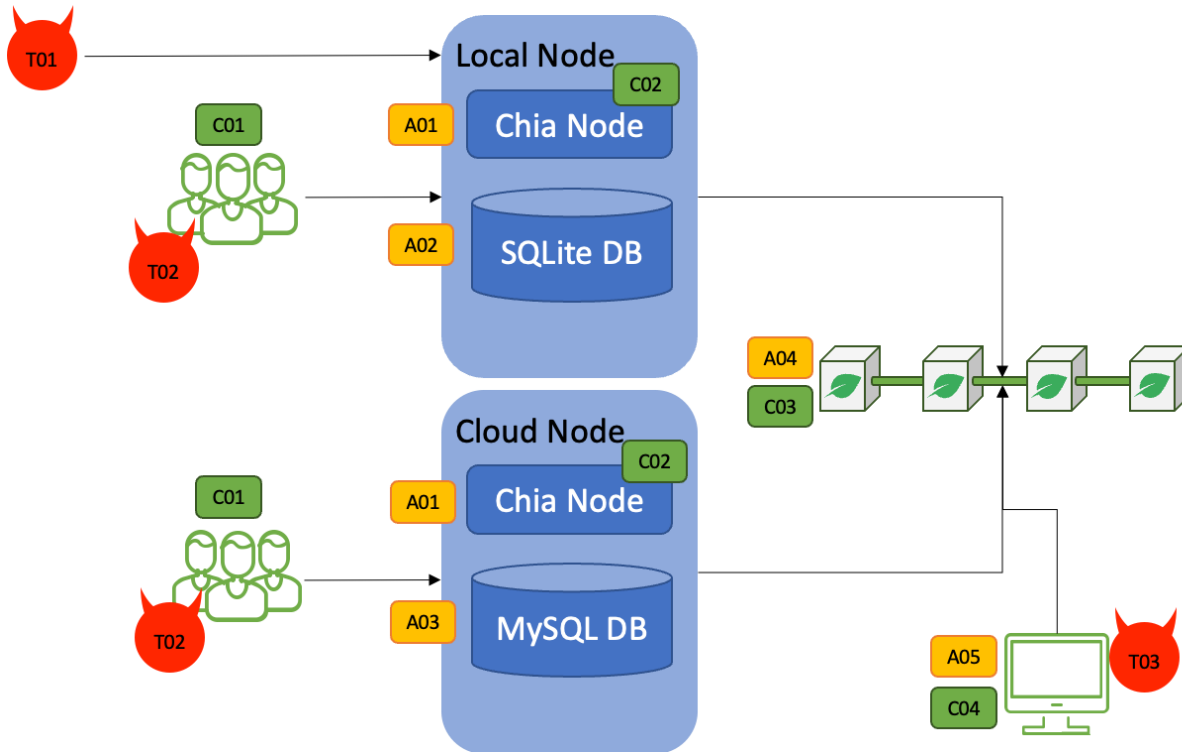 T01
Local Node
C02
C01
A01
Chia Node
A02
SQLite DB
T02
A04
C03
Cloud Node
C02
C01
A01
Chia Node
A03
MySQL DB
T02
A05
T03
C04